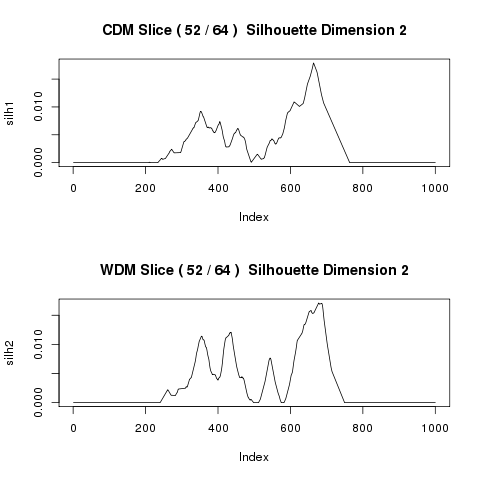 CDM Slice ( 52 / 64 )  Silhouette Dimension 2
silh1
0.000
0.010
0 200 400 600 800 1000
Index
WDM Slice ( 52 / 64 )  Silhouette Dimension 2
silh2
0.000
0.010
0 200 400 600 800 1000
Index